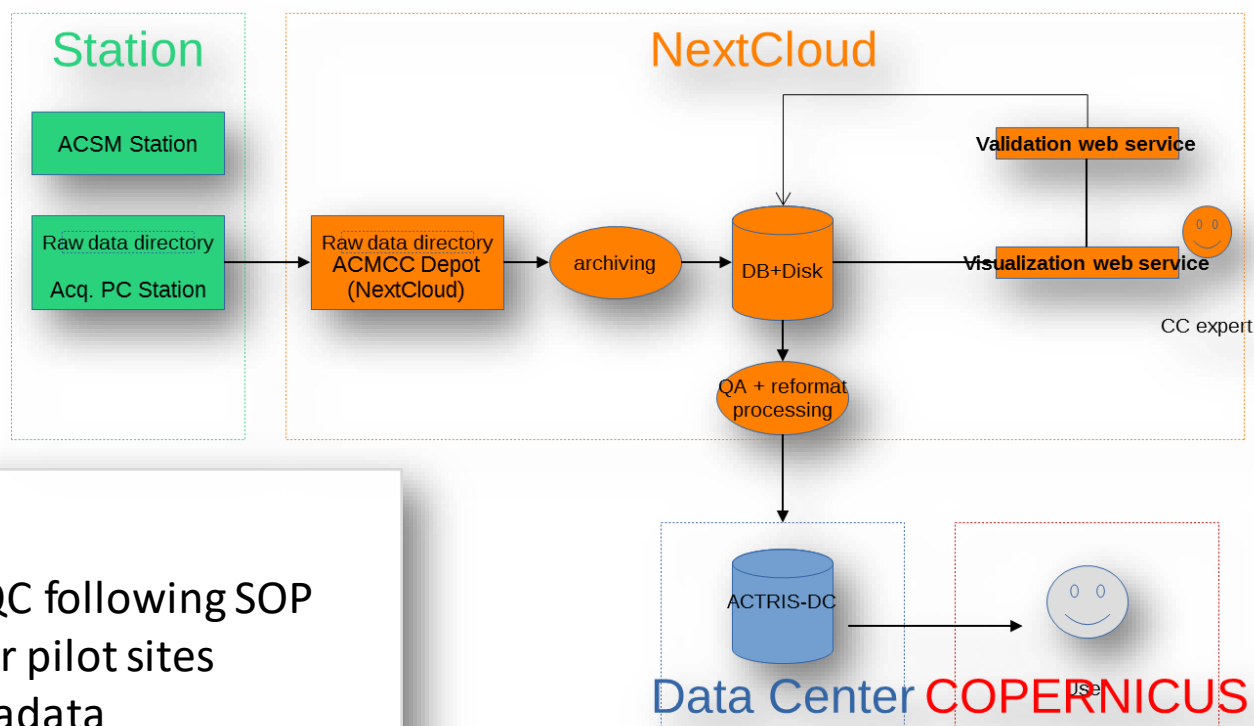 Station
NextCloud
ACSM Station
Validation web service
Raw data directory
Acq. PC Station
Raw data directory
ACMCC Depot
(NextCloud)
archiving
DB+Disk
Visualization web service
CC expert
QA + reformat
processing
following SOP
pilot sites
ACTRIS-DC
Data Center
COPERNICUS